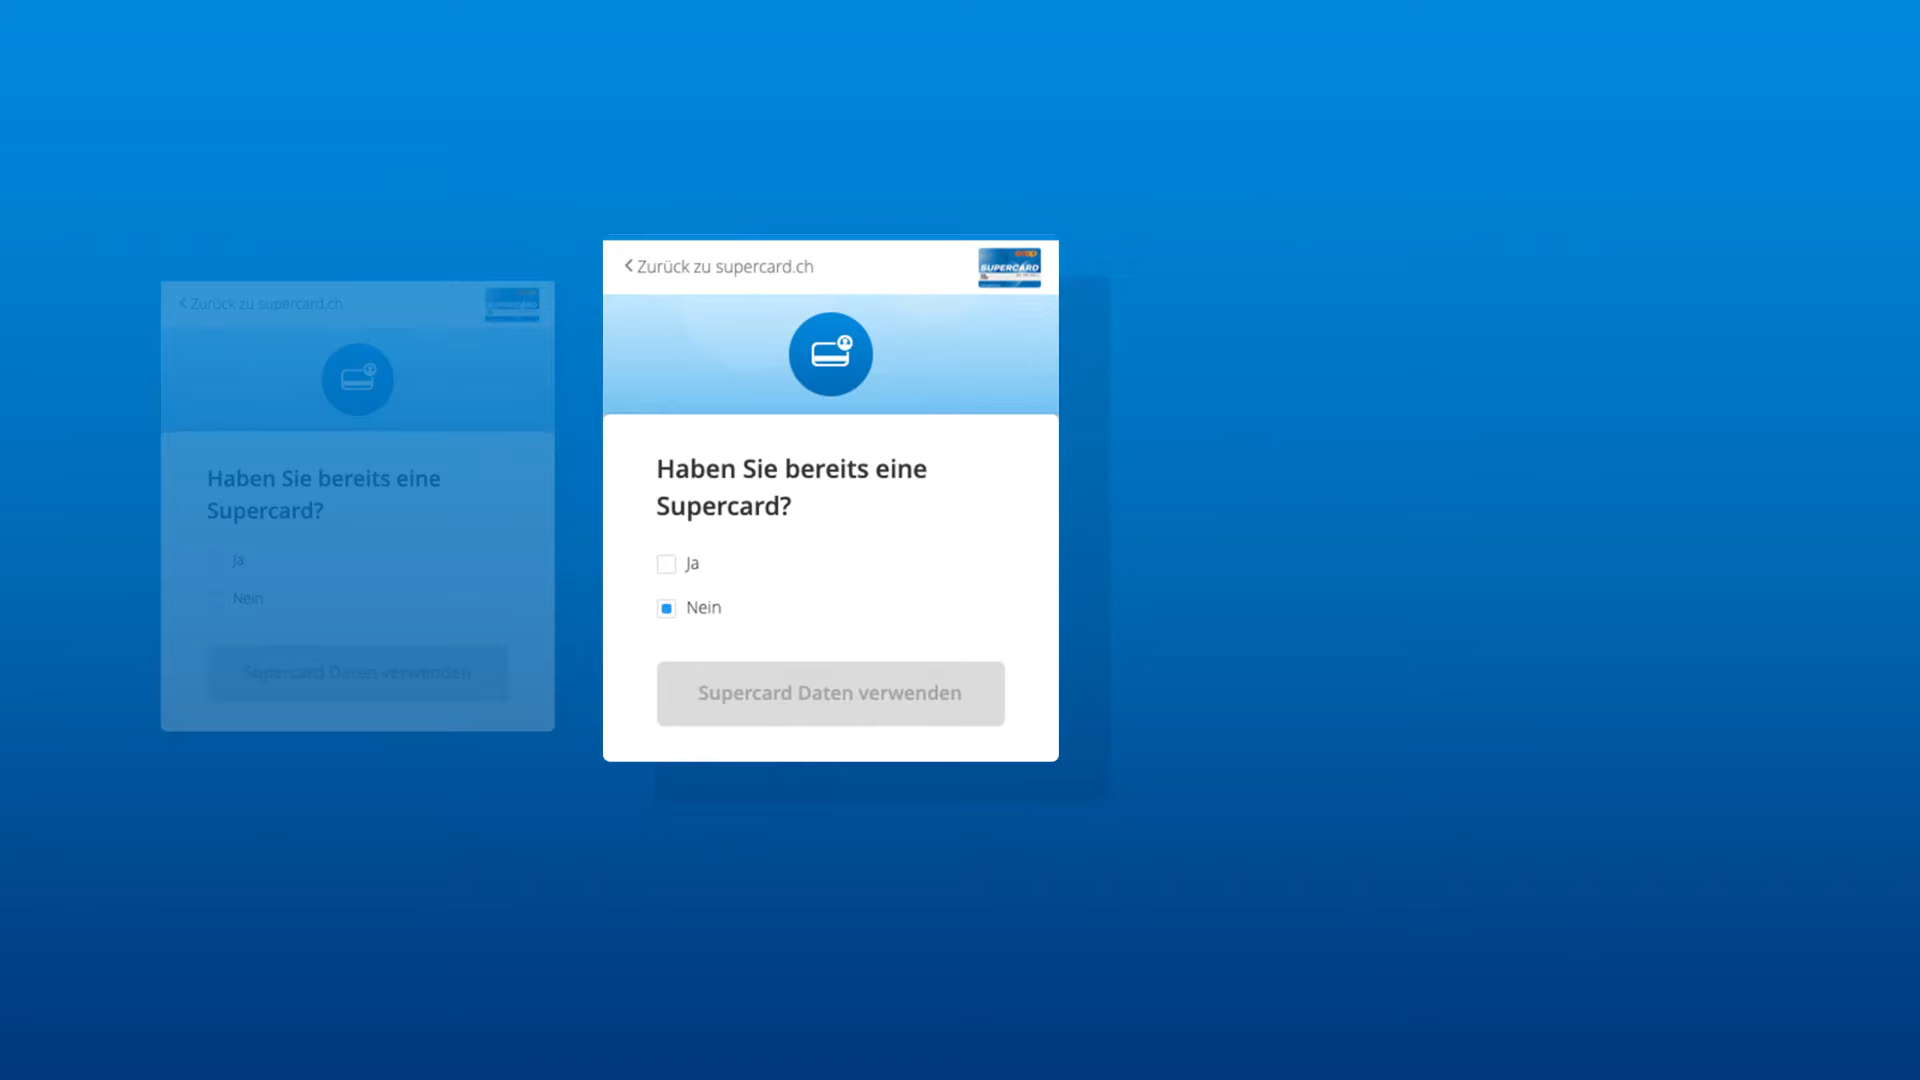 Zurück zu supercard.ch
Haben Sie bereits eine
Supercard?
Ja
Nein
Supercard Daten verwenden
Zurück zu supercard.ch
coop
SUPERCARD
Haben Sie bereits eine
Supercard?
Ja
Nein
Supercard Daten verwenden